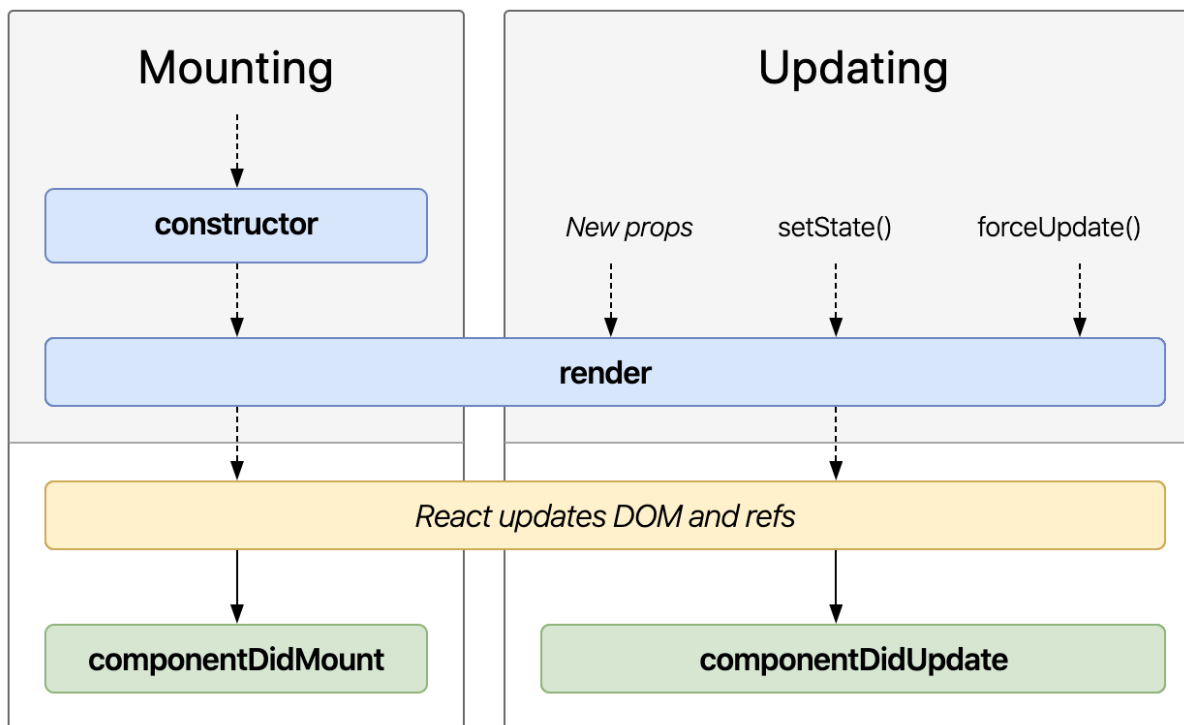 Mounting
Updating
constructor
New props
setState()
forceUpdate()
render
React updates DOM and refs
componentDidMount
componentDidUpdate